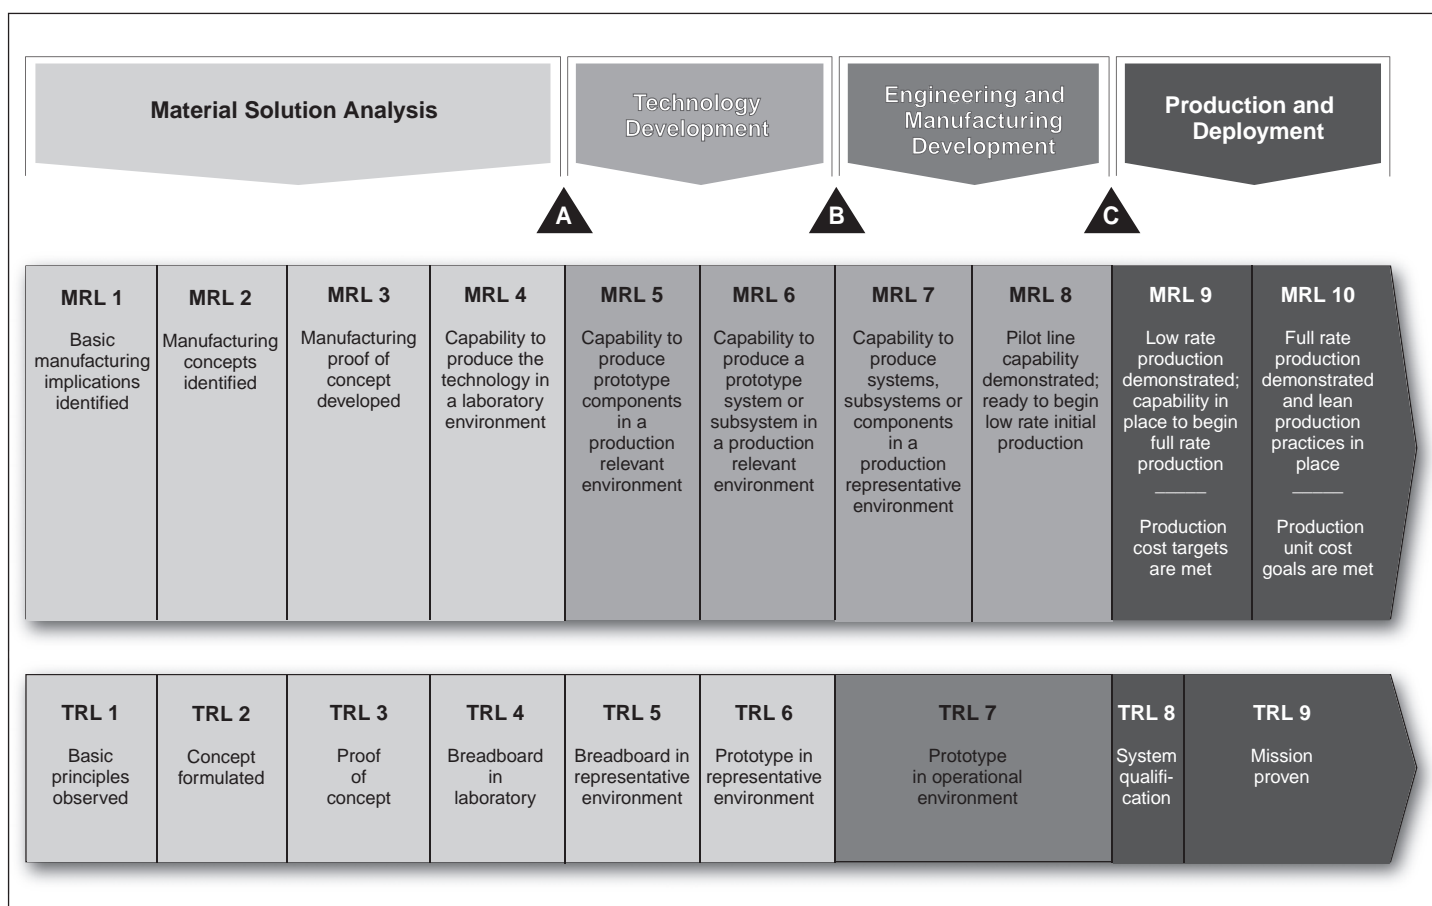 Material Solution Analysis
Technology
Development
Engineering and
Manufacturing
Development
Production and
Deployment
A
B
C
MRL 1
Basic
manufacturing
implications
identified
MRL 2
Manufacturing
concepts
identified
MRL 3
Manufacturing
proof of
concept
developed
MRL 4
Capability to
produce the
technology in
a laboratory
environment
MRL 5
Capability to
produce
prototype
components
in a
production
relevant
environment
MRL 6
Capability to
produce a
prototype
system or
subsystem in
a production
relevant
environment
MRL 7
Capability to
produce
systems,
subsystems or
components
in a
production
representative
environment
MRL 8
Pilot line
capability
demonstrated;
ready to begin
low rate initial
production
MRL 9
Low rate
production
demonstrated;
capability in
place to begin
full rate
production
Production
cost targets
are met
MRL 10
Full rate
production
demonstrated
and lean
production
practices in
place
Production
unit cost
goals are met
TRL 1
Basic
principles
observed
TRL 2
Concept
formulated
TRL 3
Proof
of
concept
TRL 4
Breadboard
in
laboratory
TRL 5
Breadboard in
representative
environment
TRL 6
Prototype in
representative
environment
TRL 7
Prototype
in operational
environment
TRL 8
System
qualifi-
cation
TRL 9
Mission
proven